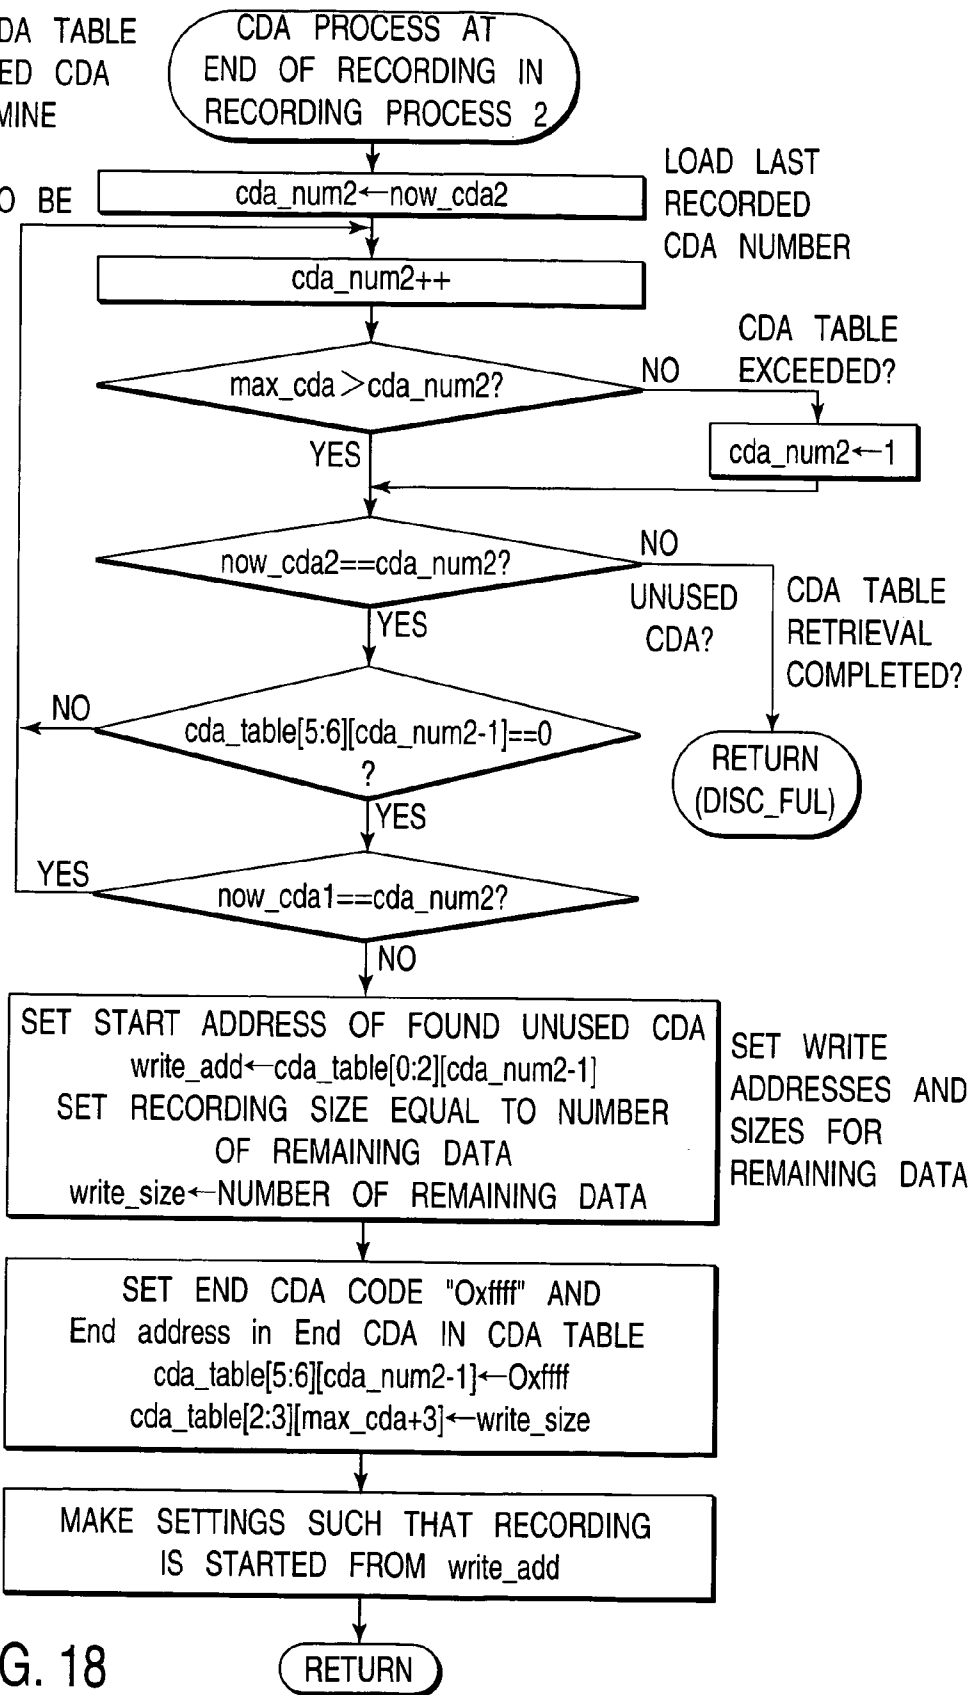 DA TABLE
ED CDA
MINE
O BE
CDA PROCESS AT
END OF RECORDING IN
RECORDING PROCESS 2
cda_num2←now_cda2
LOAD LAST
RECORDED
CDA NUMBER
cda_num2++
max_cda>cda_num2?
NO
CDA TABLE
EXCEEDED?
YES
cda_num2←1
now_cda2==cda_num2?
NO
YES
UNUSED
CDA?
CDA TABLE
RETRIEVAL
COMPLETED?
NO
cda_table[5:6][cda_num2-1]==0
?
RETURN
(DISC_FUL)
YES
YES
now_cda1==cda_num2?
NO
SET START ADDRESS OF FOUND UNUSED CDA
write_add←cda_table[0:2][cda_num2-1]
SET RECORDING SIZE EQUAL TO NUMBER
OF REMAINING DATA
write_size←NUMBER OF REMAINING DATA
SET WRITE
ADDRESSES AND
SIZES FOR
REMAINING DATA
SET END CDA CODE "Oxffff" AND
End address in End CDA IN CDA TABLE
cda_table[5:6][cda_num2-1]←Oxffff
cda_table[2:3][max_cda+3]←write_size
MAKE SETTINGS SUCH THAT RECORDING
IS STARTED FROM write_add
RETURN
G. 18